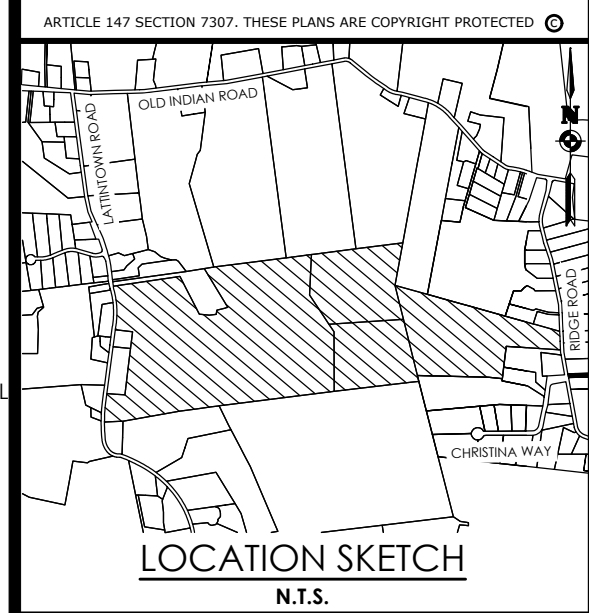 ARTICLE 147 SECTION 7307. THESE PLANS ARE COPYRIGHT PROTECTED ©
OLD INDIAN ROAD
LATTINTOWN ROAD
N
RIDGE ROAD
L
CHRISTINA WAY
LOCATION SKETCH
N.T.S.